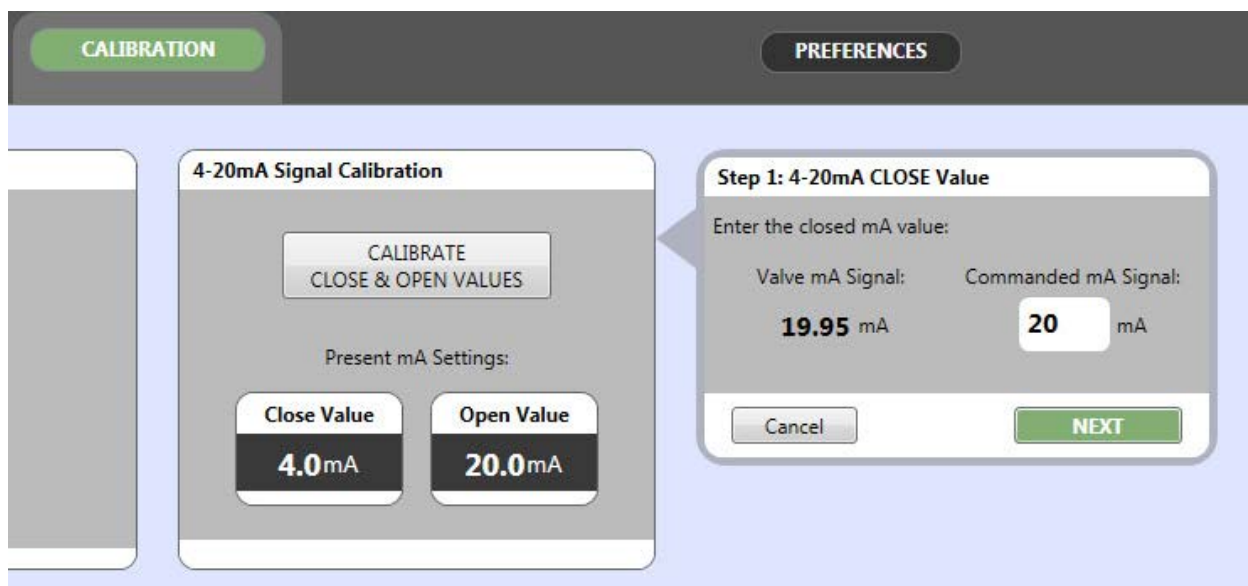 CALIBRATION
PREFERENCES
4-20mA Signal Calibration
CALIBRATE
CLOSE & OPEN VALUES
Present mA Settings:
Close Value
Open Value
4.0mA
20.0mA
Step 1: 4-20mA CLOSE Value
Enter the closed mA value:
Valve mA Signal:
Commanded mA Signal:
19.95 mA
20 mA
Cancel
NEXT